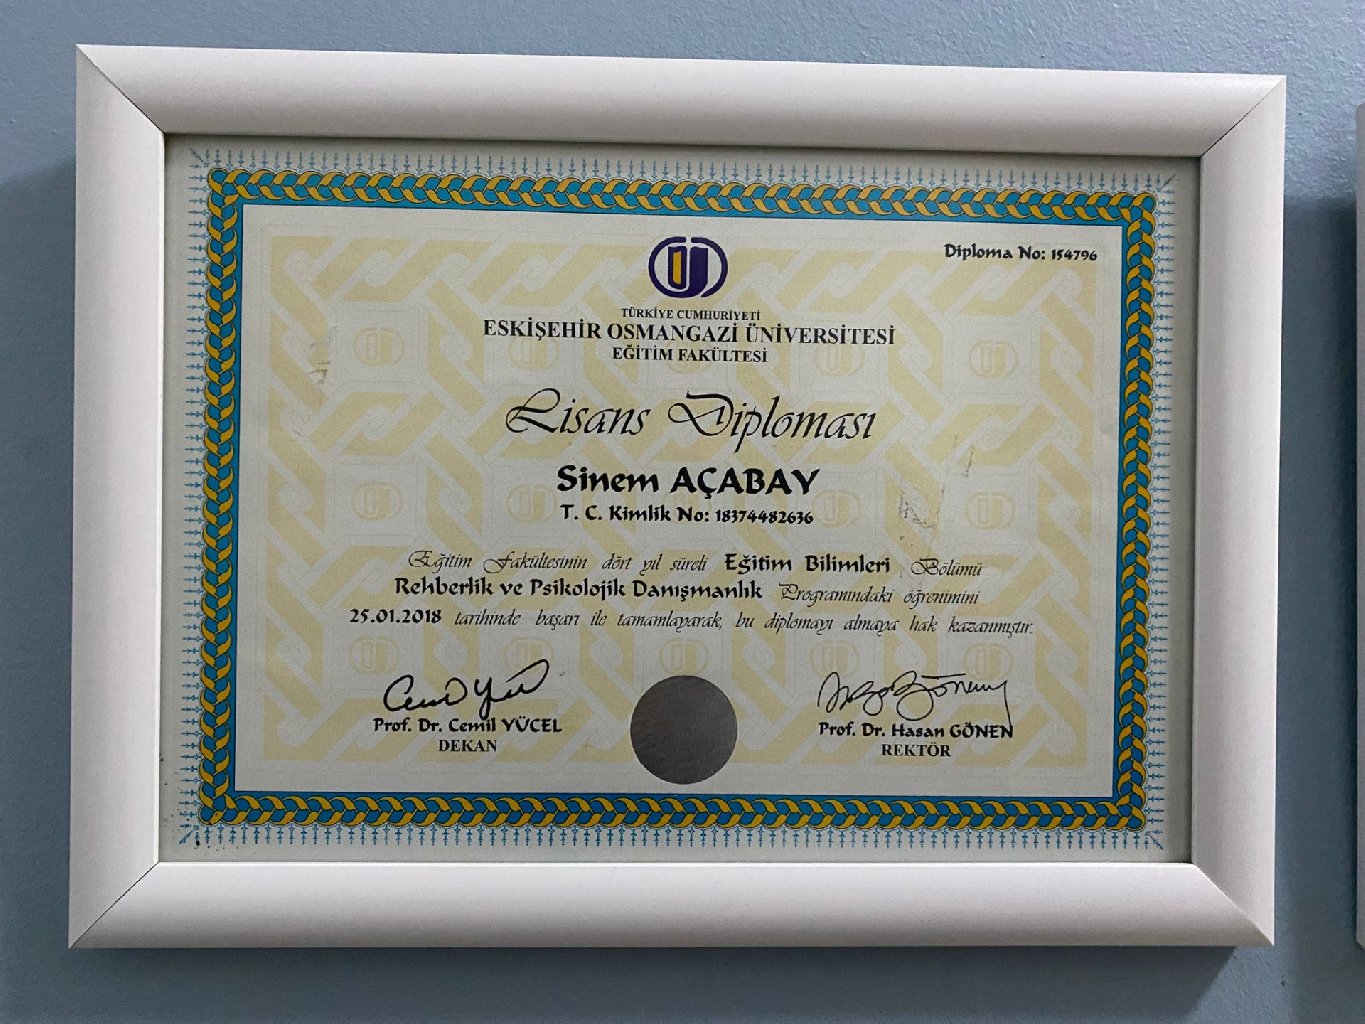 Diploma No: 154796
TÜRKİYE CUMHURİYETİ
ESKİŞEHİR OSMANGAZİ ÜNİVERSİTESİ
EĞİTİM FAKÜLTESİ
Lisans Diploması
Sinem AÇABAY
T. C. Kimlik No: 18374482636
Eğitim Fakültesinin dört yıl süreli Eğitim Bilimleri Bölümü
Rehberlik ve Psikolojik Danışmanlık Programındaki öğrenimini
25.01.2018 tarihinde başarı ile tamamlayarak, bu diplomayı almaya hak kazanmıştır.
Prof. Dr. Cemil YÜCEL
DEKAN
Prof. Dr. Hasan GÖNEN
REKTÖR